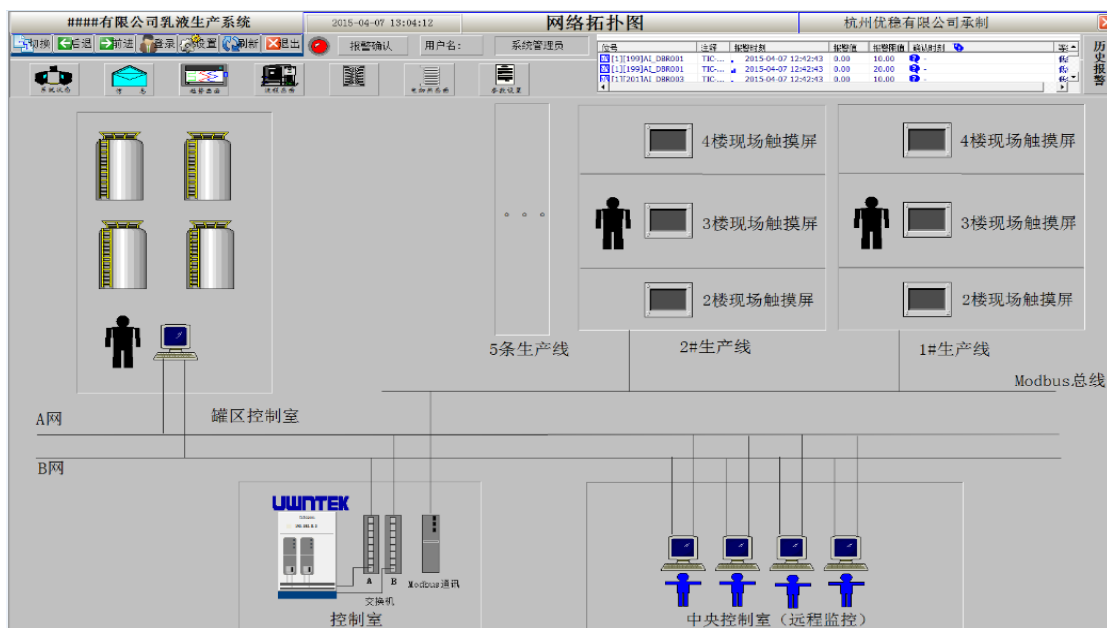 ####有限公司乳液生产系统
2015-04-07 13:04:12
网络拓扑图
杭州优稳有限公司承制
切换 后退 前进 登录 设置 刷新 退出
报警确认 用户名: 系统管理员
位号 注释 报警时刻 报警值 报警限值 确认时刻
[1][199]AI_DBR001 TIC-... 2015-04-07 12:42:43 0.00 10.00 -
[1][199]AI_DBR001 TIC-... 2015-04-07 12:42:43 0.00 20.00 -
[1][201]AI_DBR003 TIC-... 2015-04-07 12:42:43 0.00 10.00 -
历史报警
系统状态 参数设置
4楼现场触摸屏 4楼现场触摸屏
3楼现场触摸屏 3楼现场触摸屏
2楼现场触摸屏 2楼现场触摸屏
5条生产线 2#生产线 1#生产线
Modbus总线
罐区控制室
A网
B网
UWNTEK
A B Modbus通讯
交换机
控制室
中央控制室（远程监控）